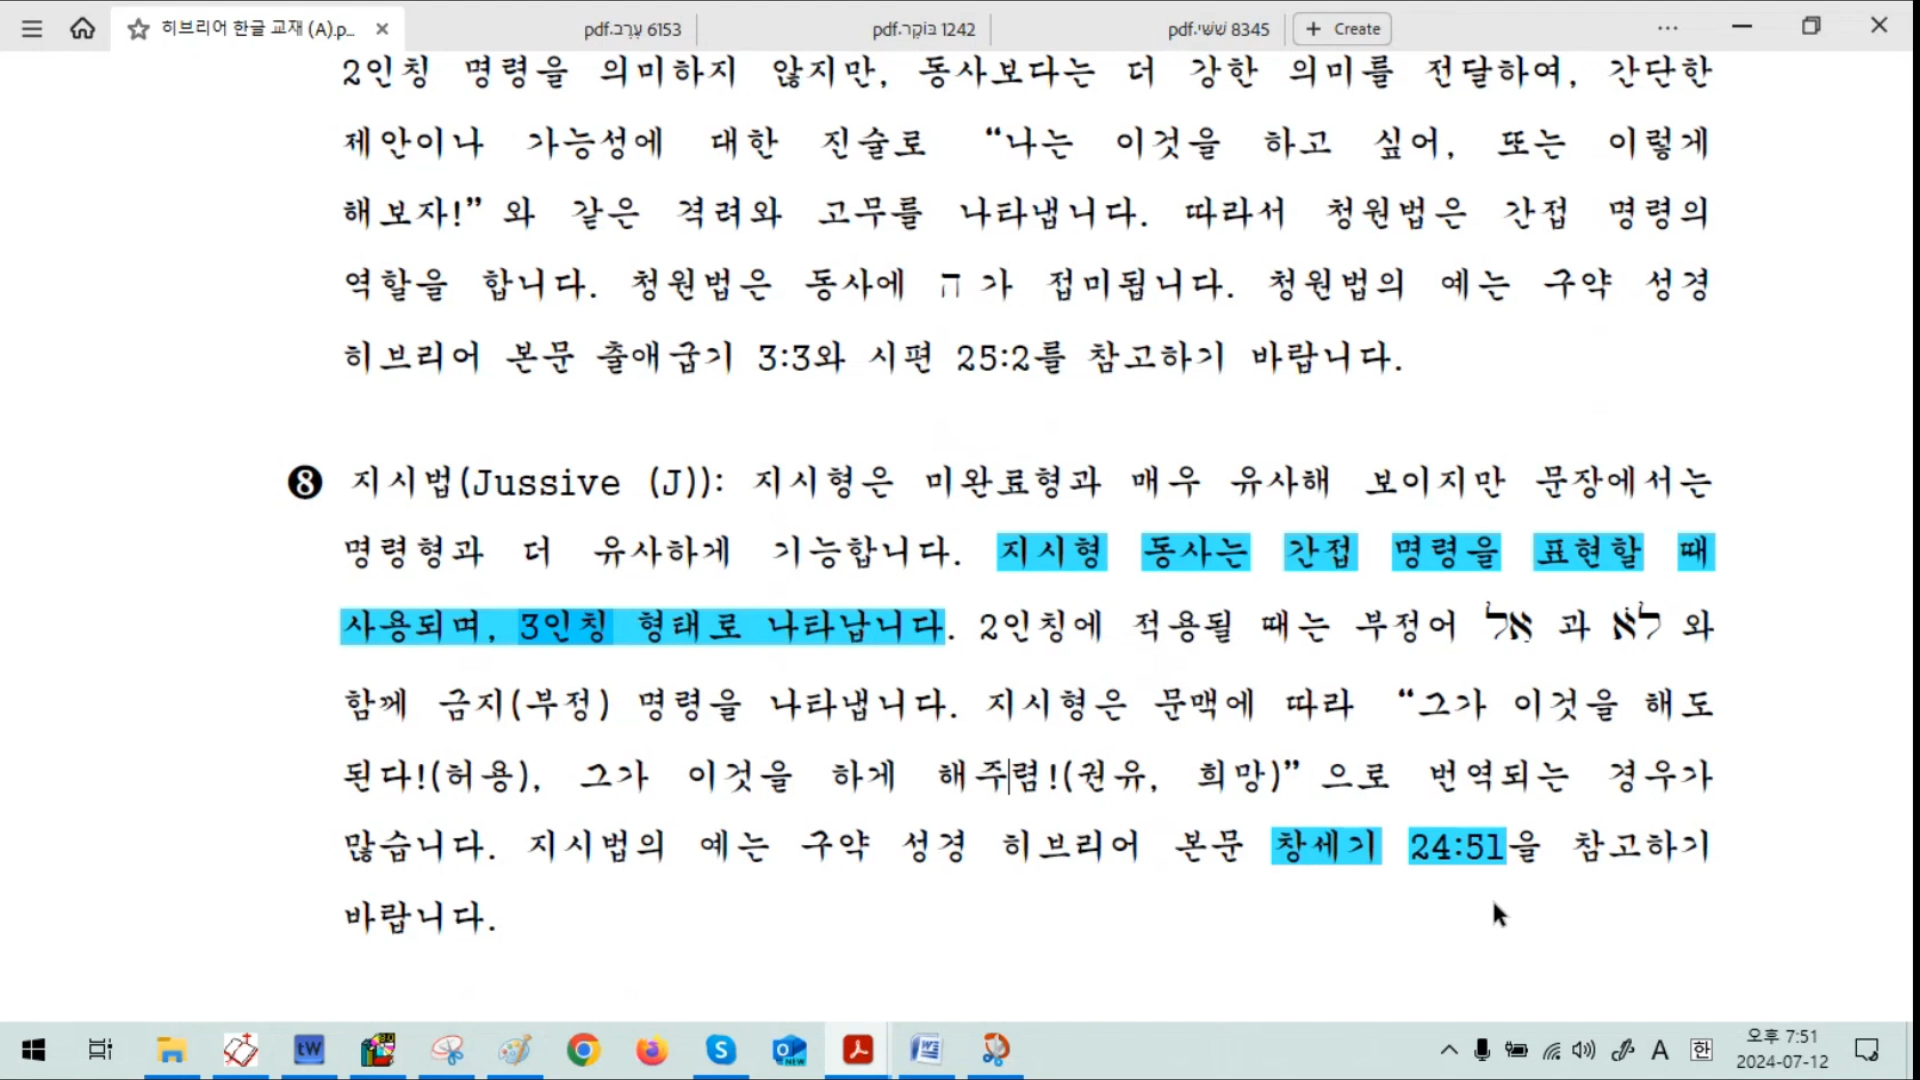 히브리어 한글 교재 (A).p...
6153 עֶרֶב.pdf
1242 בּוֹקֶר.pdf
8345 שִׁשִּׁי.pdf
+ Create
2인칭 명령을 의미하지 않지만, 동사보다는 더 강한 의미를 전달하여, 간단한
제안이나 가능성에 대한 진술로 “나는 이것을 하고 싶어, 또는 이렇게
해보자!” 와 같은 격려와 고무를 나타냅니다. 따라서 청원법은 간접 명령의
역할을 합니다. 청원법은 동사에 ה 가 접미됩니다. 청원법의 예는 구약 성경
히브리어 본문 출애굽기 3:3와 시편 25:2를 참고하기 바랍니다.
❽ 지시법(Jussive (J)): 지시형은 미완료형과 매우 유사해 보이지만 문장에서는
명령형과 더 유사하게 기능합니다. 지시형 동사는 간접 명령을 표현할 때
사용되며, 3인칭 형태로 나타납니다. 2인칭에 적용될 때는 부정어 אַל 과 לֹא 와
함께 금지(부정) 명령을 나타냅니다. 지시형은 문맥에 따라 “그가 이것을 해도
된다!(허용), 그가 이것을 하게 해주렴!(권유, 희망)” 으로 번역되는 경우가
많습니다. 지시법의 예는 구약 성경 히브리어 본문 창세기 24:51을 참고하기
바랍니다.
A 한 오후 7:51
2024-07-12